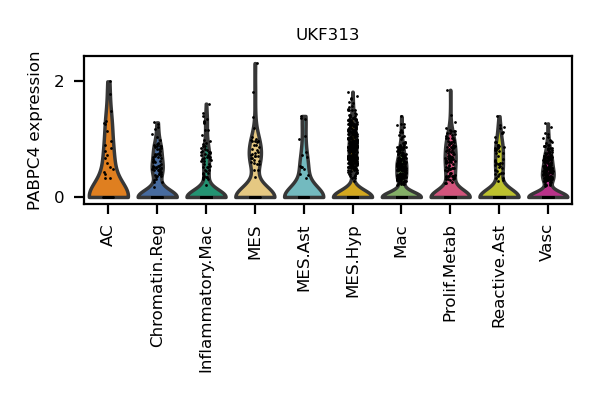 UKF313
PABPC4 expression
2
0
AC
Chromatin.Reg
Inflammatory.Mac
MES
MES.Ast
MES.Hyp
Mac
Prolif.Metab
Reactive.Ast
Vasc